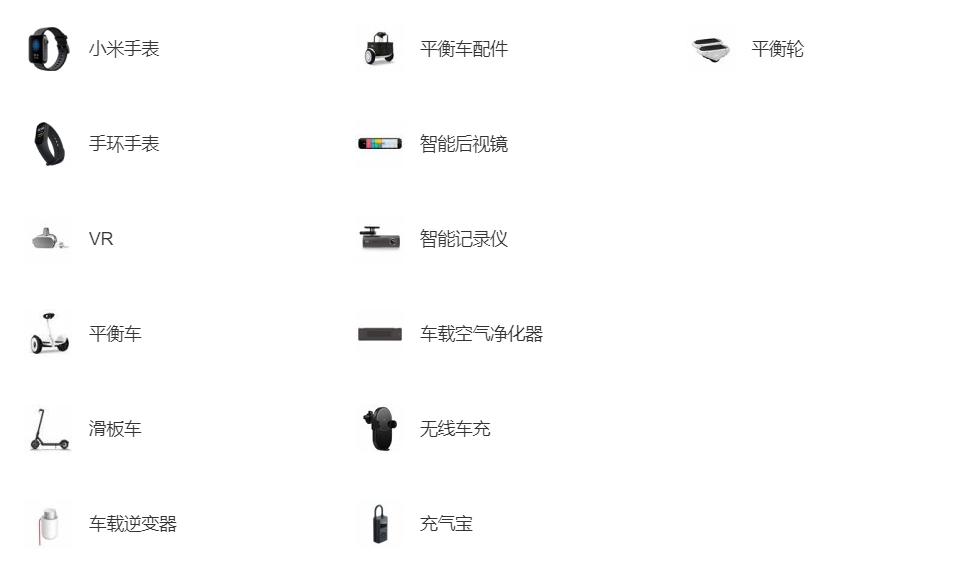 小米手表
平衡车配件
平衡轮
手环手表
智能后视镜
VR
智能记录仪
平衡车
车载空气净化器
滑板车
无线车充
车载逆变器
充气宝